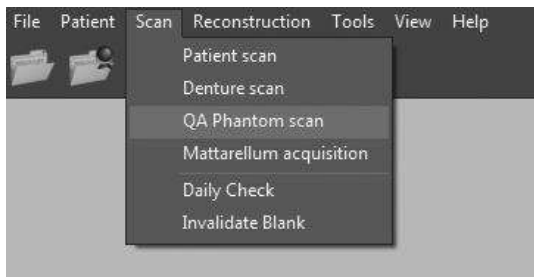 File Patient Scan Reconstruction Tools View Help
Patient scan
Denture scan
QA Phantom scan
Mattarellum acquisition
Daily Check
Invalidate Blank